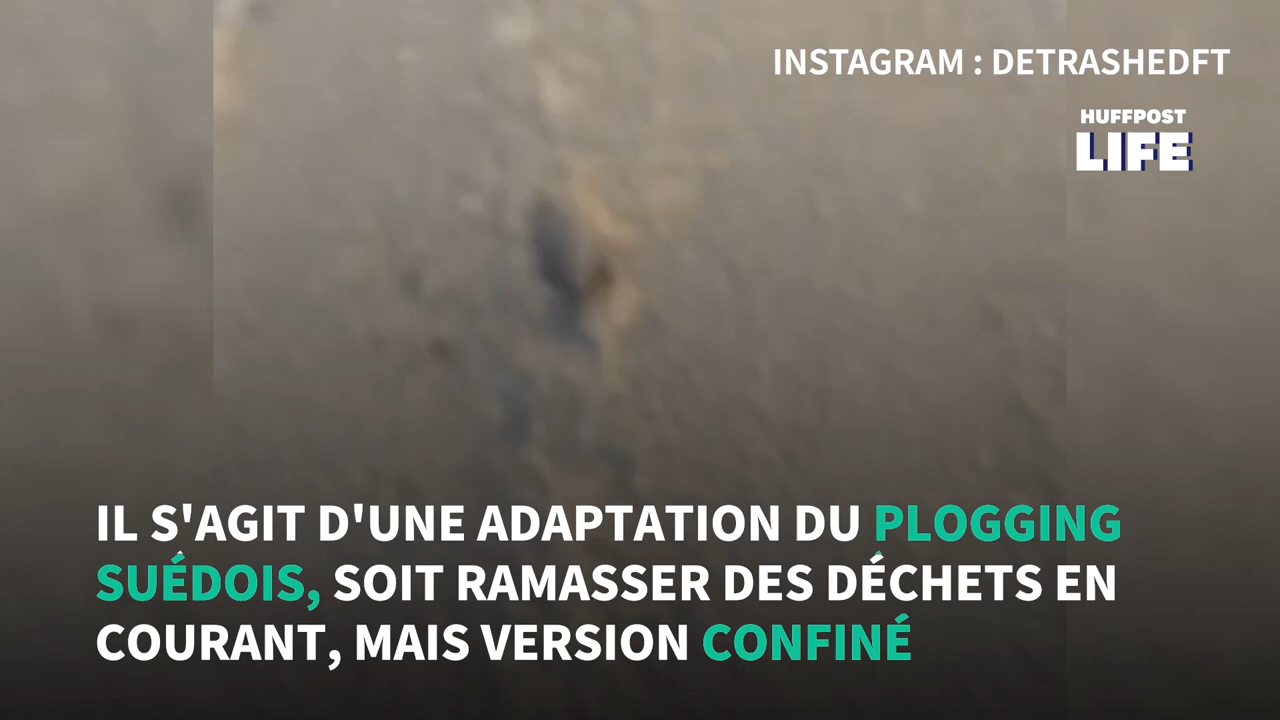 INSTAGRAM : DETRASHEDFT
HUFFPOST
LIFE
IL S'AGIT D'UNE ADAPTATION DU PLOGGING
SUÉDOIS, SOIT RAMASSER DES DÉCHETS EN
COURANT, MAIS VERSION CONFINÉ